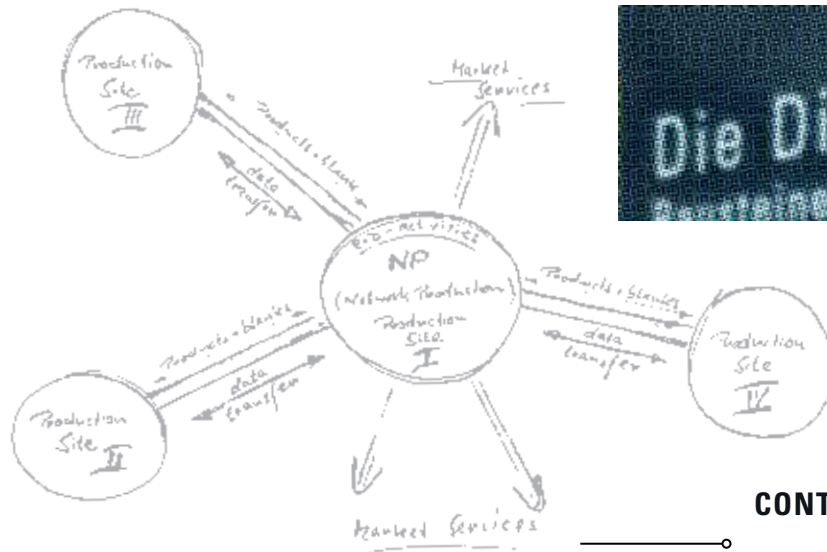 Production
Site
III
Market
Services
Products + blanks
data
transfer
Die Di
R+D-activities
NP
(Network Production)
Production
Site
I
Products + blanks
data
transfer
Production
Site
IV
Products + blanks
data
transfer
Production
Site
II
Market Services
CONT